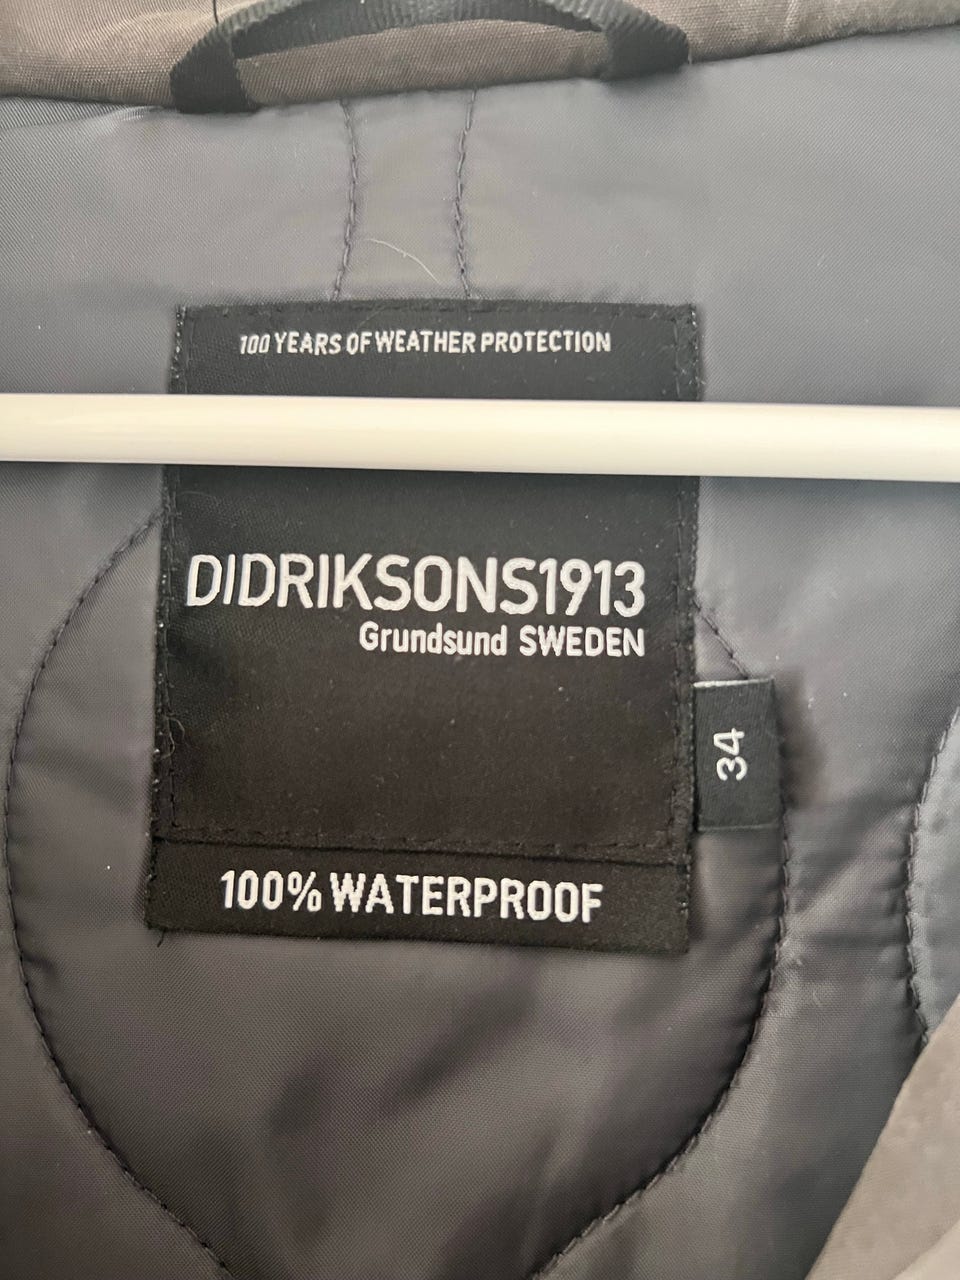 100 YEARS OF WEATHER PROTECTION
DIDRIKSONS1913
Grundsund SWEDEN
34
100% WATERPROOF